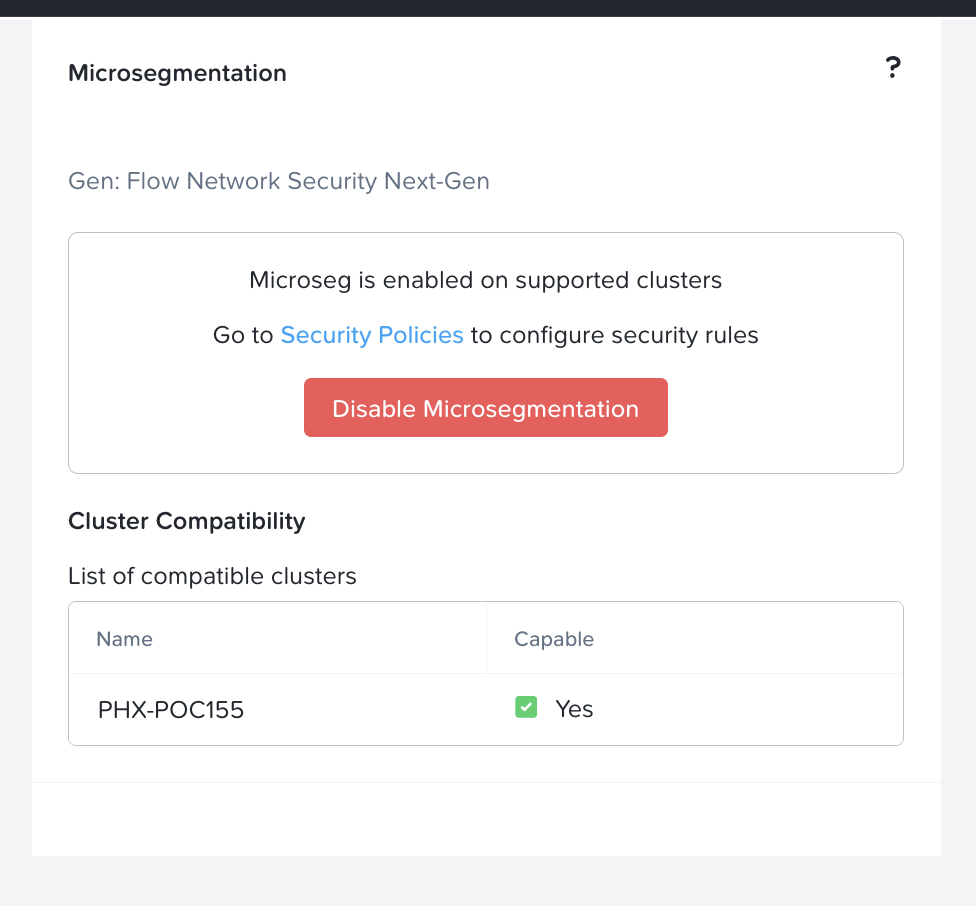 Microsegmentation
?
Gen: Flow Network Security Next-Gen
Microseg is enabled on supported clusters
Go to Security Policies to configure security rules
Disable Microsegmentation
Cluster Compatibility
List of compatible clusters
Name Capable
PHX-POC155 Yes